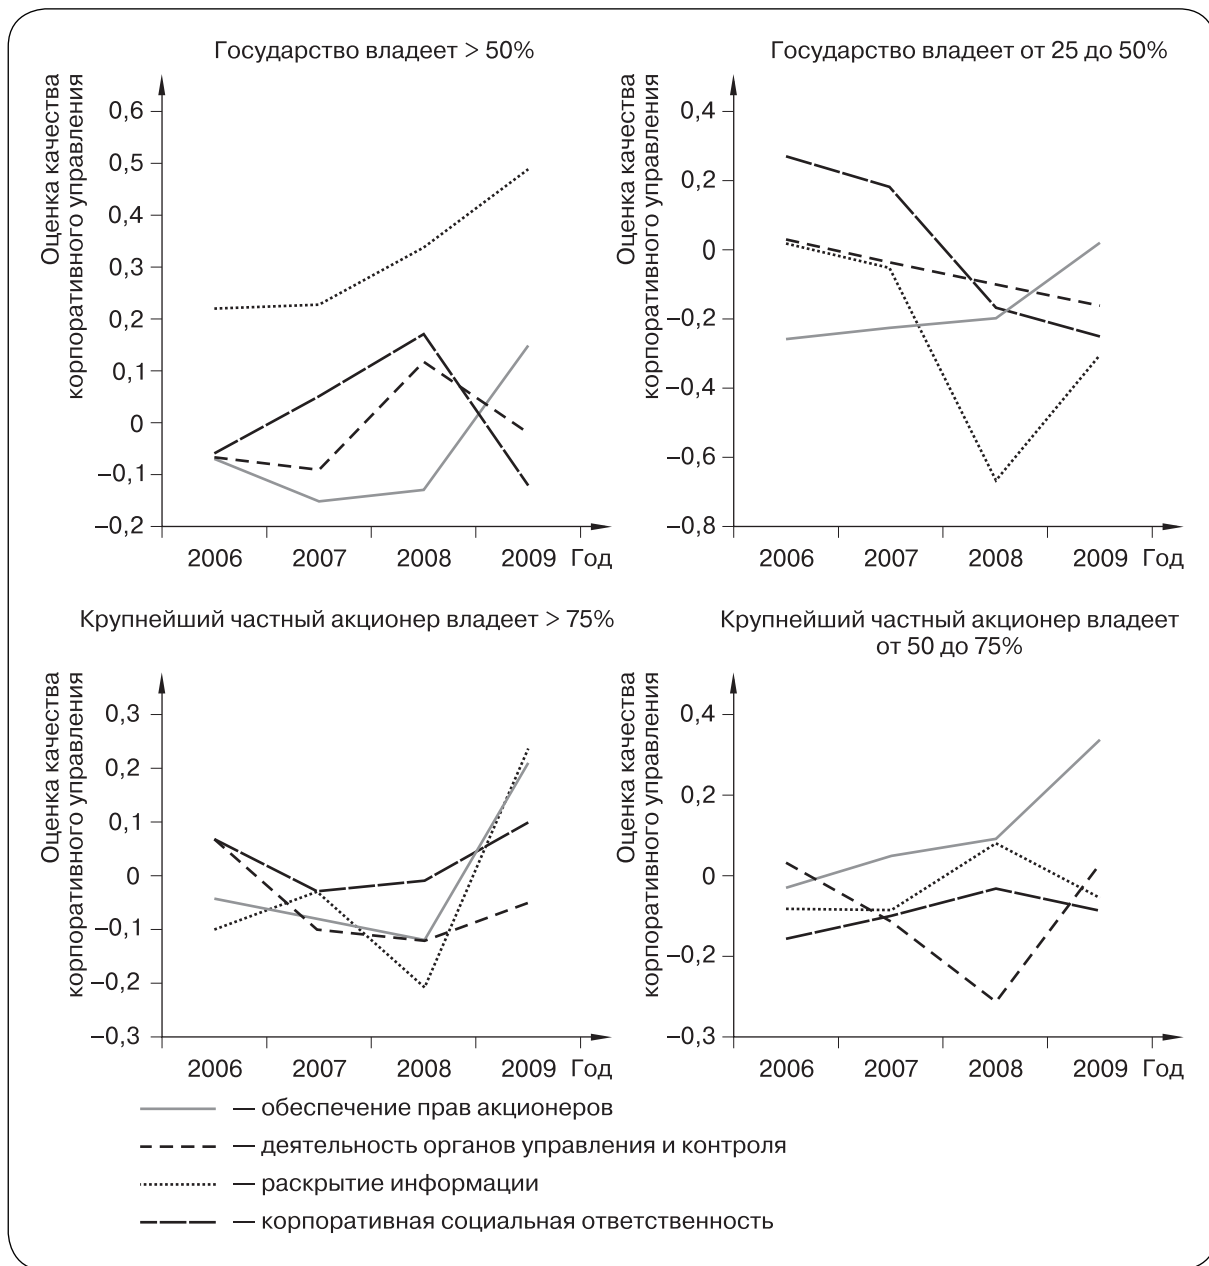 Государство владеет > 50%
Оценка качества
корпоративного управления
0,6
0,5
0,4
0,3
0,2
0,1
0
–0,1
–0,2
2006 2007 2008 2009 Год
Государство владеет от 25 до 50%
Оценка качества
корпоративного управления
0,4
0,2
0
–0,2
–0,4
–0,6
–0,8
2006 2007 2008 2009 Год
Крупнейший частный акционер владеет > 75%
Оценка качества
корпоративного управления
0,3
0,2
0,1
0
–0,1
–0,2
–0,3
2006 2007 2008 2009 Год
Крупнейший частный акционер владеет
от 50 до 75%
Оценка качества
корпоративного управления
0,4
0,2
0
–0,2
–0,3
2006 2007 2008 2009 Год
— обеспечение прав акционеров
— деятельность органов управления и контроля
— раскрытие информации
— корпоративная социальная ответственность